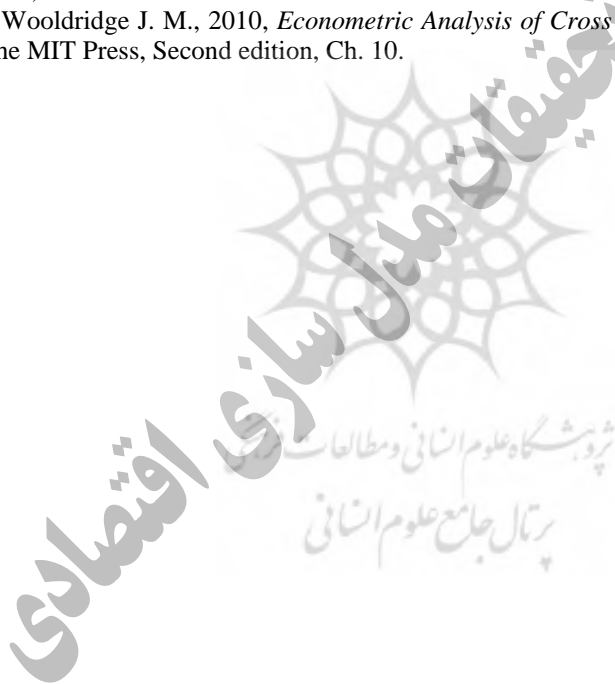 Wooldridge J. M., 2010, Econometric Analysis of Cross
he MIT Press, Second edition, Ch. 10.
تحقیقات مدل سازی اقتصادی
پژوهشگاه علوم انسانی و مطالعات فرهنگی
پرتال جامع علوم انسانی